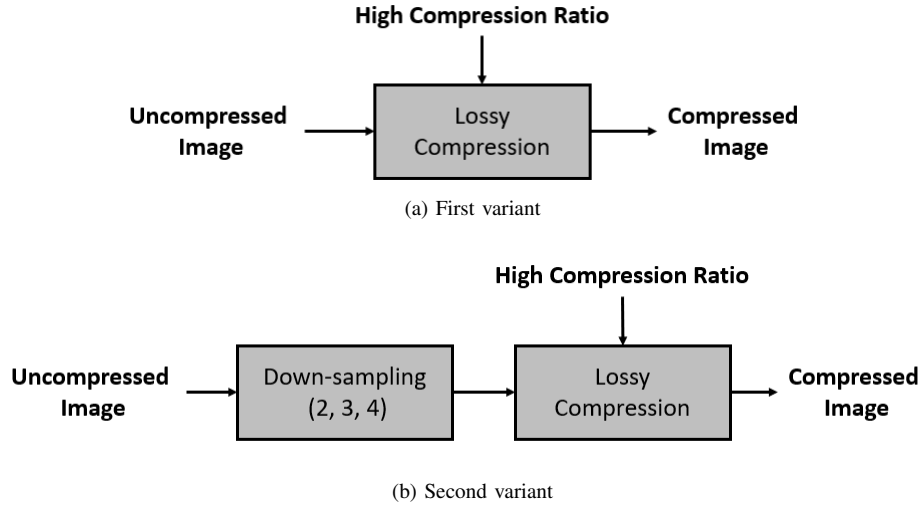 High Compression Ratio
Uncompressed
Image
Lossy
Compression
Compressed
Image
(a) First variant
High Compression Ratio
Uncompressed
Image
Down-sampling
(2, 3, 4)
Lossy
Compression
Compressed
Image
(b) Second variant